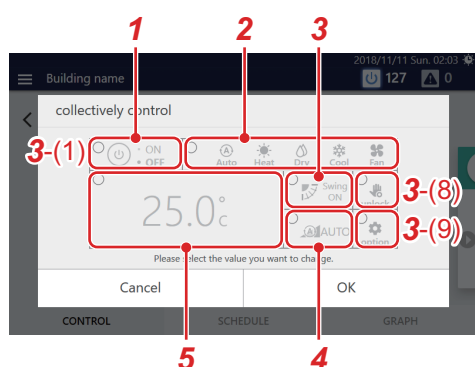 1 2 3
2018/11/11 Sun. 02:03
Building name 127 0
collectively control
3-(1) ON OFF Auto Heat Dry Cool Fan Swing ON unlock 3-(8)
25.0°c AUTO option 3-(9)
Please select the value you want to change.
Cancel OK
CONTROL SCHEDULE GRAPH
5 4